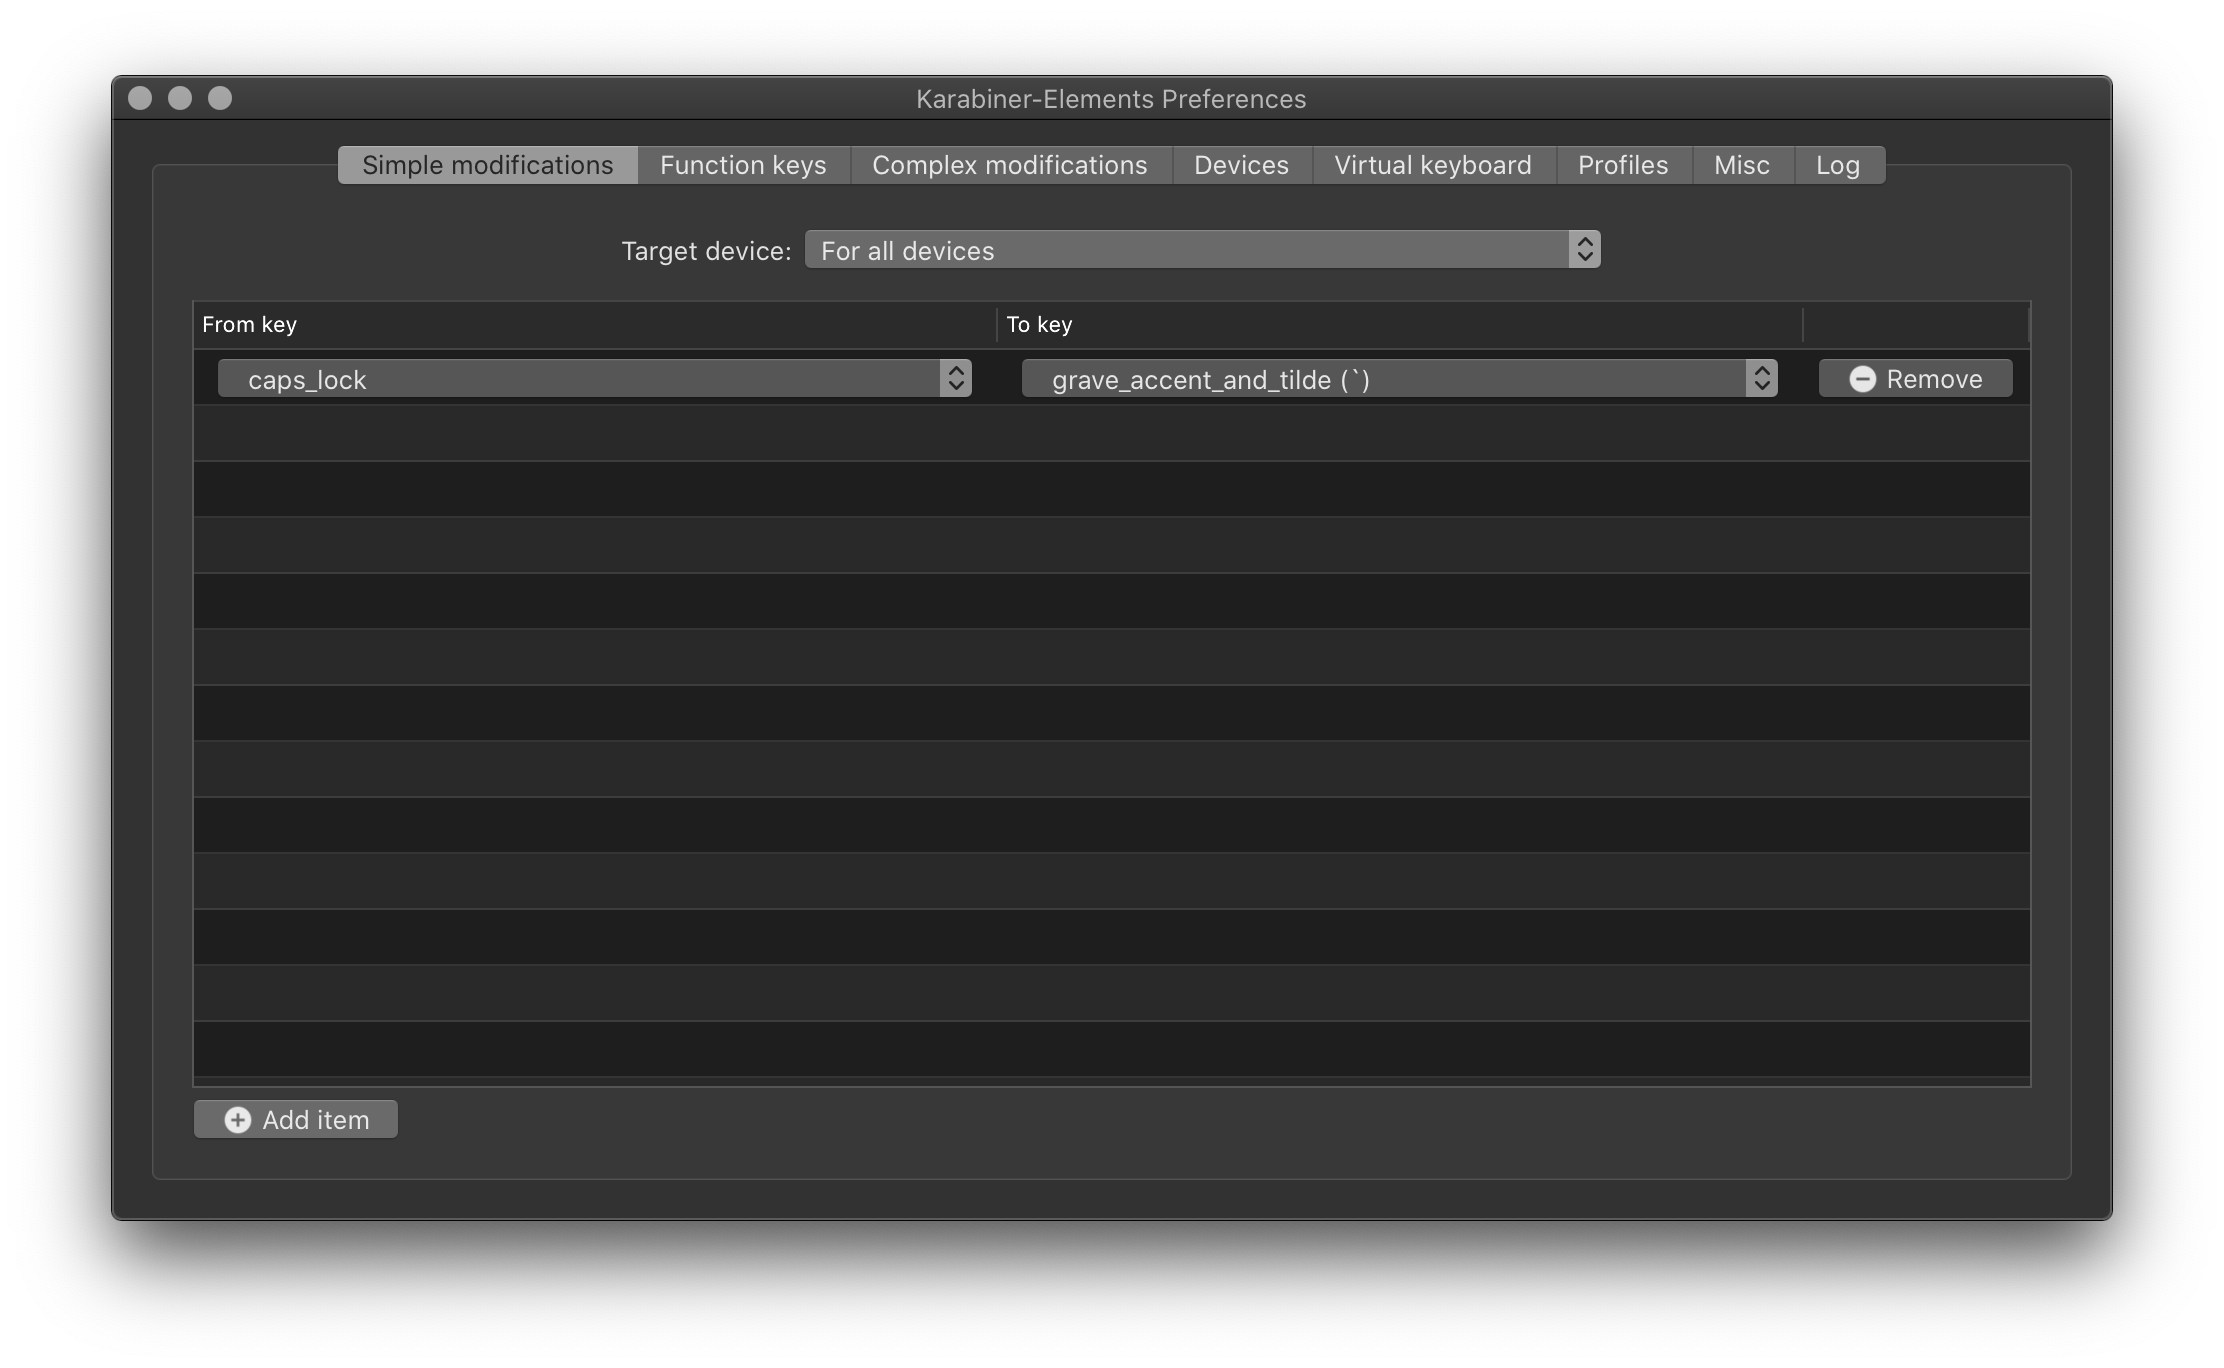 Karabiner-Elements Preferences
Simple modifications Function keys Complex modifications Devices Virtual keyboard Profiles Misc Log
Target device: For all devices
From key To key
caps_lock grave_accent_and_tilde (`) Remove
Add item